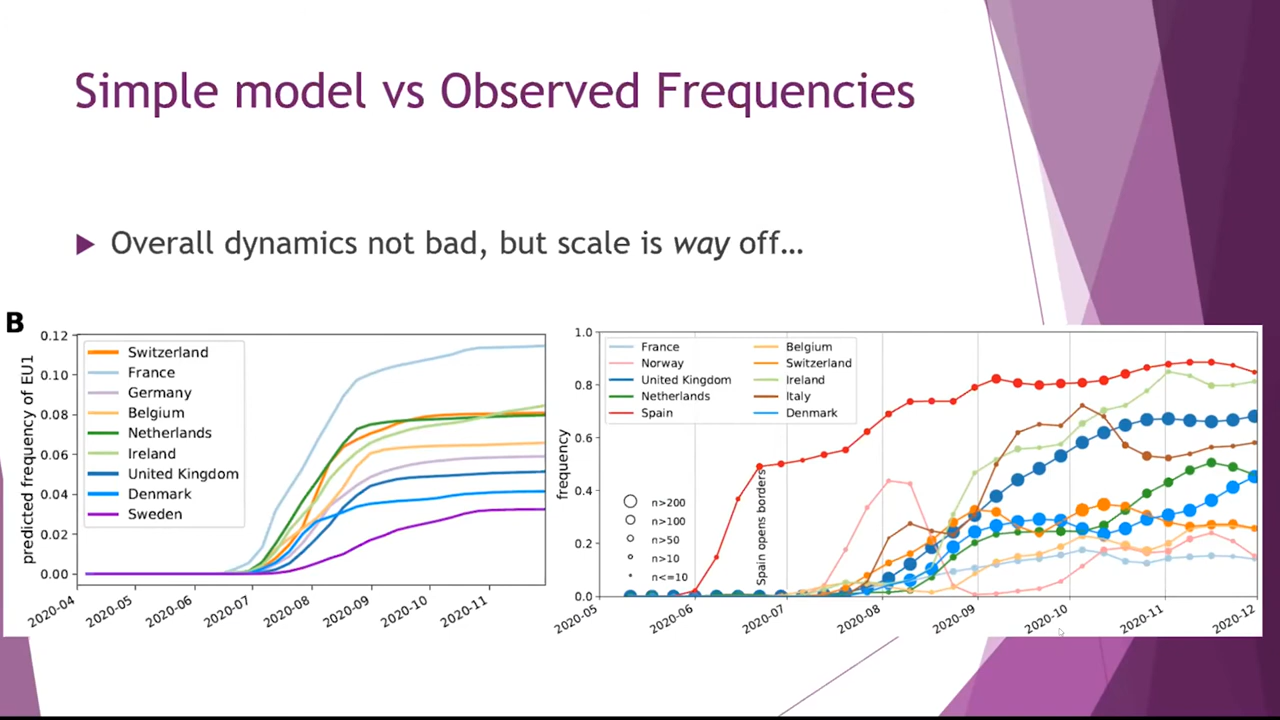 Simple model vs Observed Frequencies
Overall dynamics not bad, but scale is way off…
B
predicted frequency of EU1
0.12
0.10
0.08
0.06
0.04
0.02
0.00
Switzerland
France
Germany
Belgium
Netherlands
Ireland
United Kingdom
Denmark
Sweden
2020-04
2020-05
2020-06
2020-07
2020-08
2020-09
2020-10
2020-11
frequency
1.0
0.8
0.6
0.4
0.2
0.0
France
Norway
United Kingdom
Netherlands
Spain
Belgium
Switzerland
Ireland
Italy
Denmark
n>200
n>100
n>50
n>10
n<=10
Spain opens borders
2020-05
2020-06
2020-07
2020-08
2020-09
2020-10
2020-11
2020-12